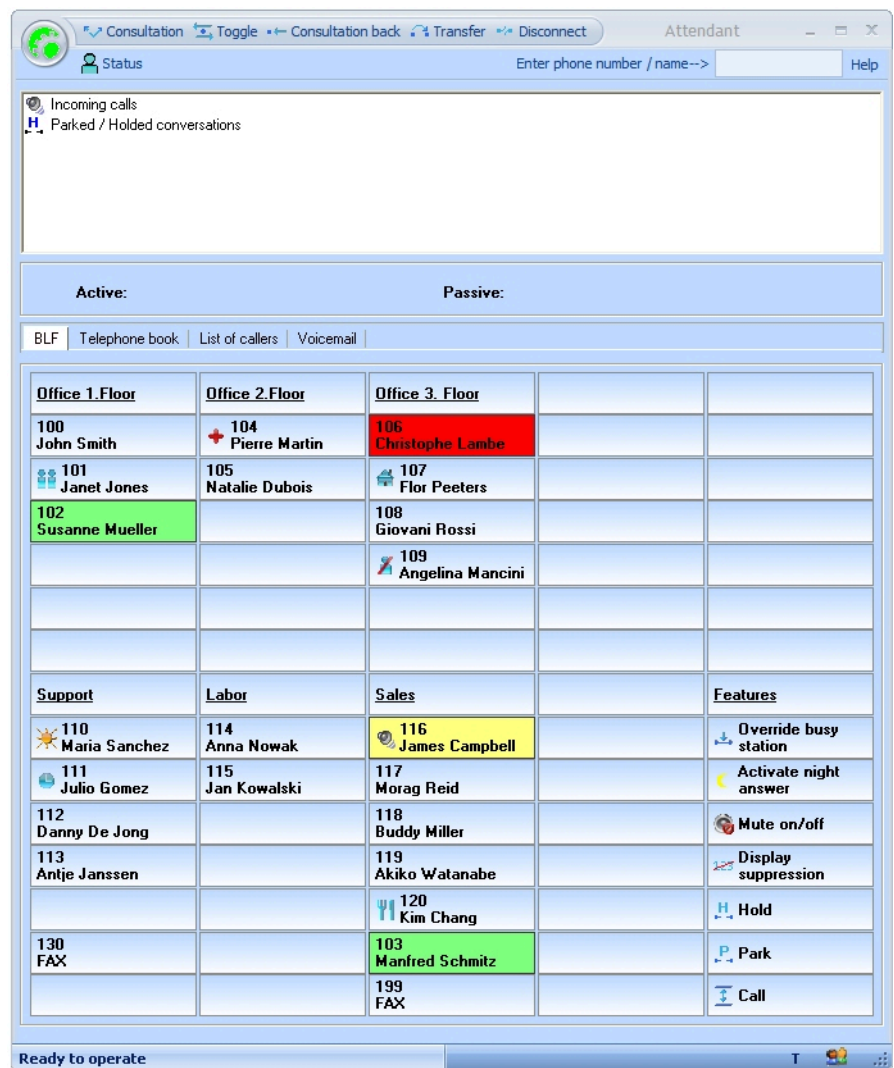 Consultation Toggle Consultation back Transfer Disconnect Attendant
Status Enter phone number / name--> Help
Incoming calls
H Parked / Holded conversations
Active: Passive:
BLF Telephone book List of callers Voicemail
Office 1.Floor Office 2.Floor Office 3. Floor
100 104 106
John Smith Pierre Martin Christophe Lambe
101 105 107
Janet Jones Natalie Dubois Flor Peeters
102 108
Susanne Mueller Giovani Rossi
109
Angelina Mancini
Support Labor Sales Features
110 114 116 Override busy
Maria Sanchez Anna Nowak James Campbell station
111 115 117 Activate night
Julio Gomez Jan Kowalski Morag Reid answer
112 118 Mute on/off
Danny De Jong Buddy Miller
113 119 123 Display
Antje Janssen Akiko Watanabe suppression
120 H Hold
Kim Chang
130 103 P Park
FAX Manfred Schmitz
199 Call
FAX
Ready to operate T